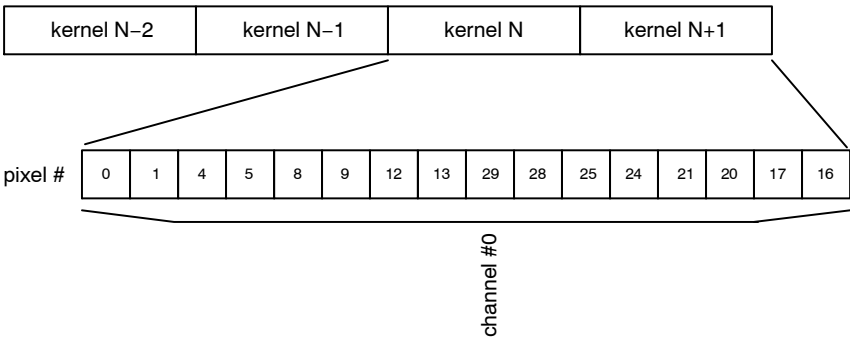 kernel N−2 kernel N−1 kernel N kernel N+1
pixel # 0 1 4 5 8 9 12 13 29 28 25 24 21 20 17 16
channel #0